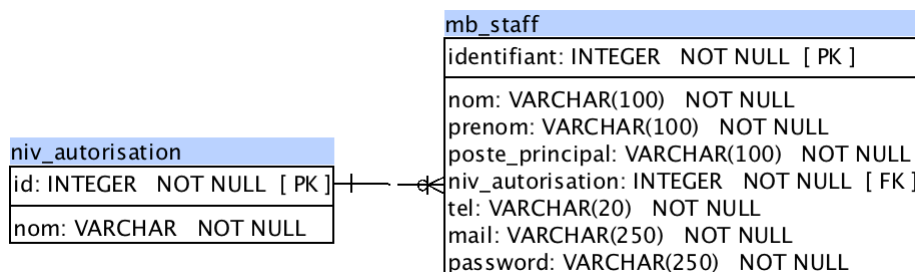 mb_staff
identifiant: INTEGER NOT NULL [ PK ]
nom: VARCHAR(100) NOT NULL
prenom: VARCHAR(100) NOT NULL
poste_principal: VARCHAR(100) NOT NULL
niv_autorisation: INTEGER NOT NULL [ FK ]
tel: VARCHAR(20) NOT NULL
mail: VARCHAR(250) NOT NULL
password: VARCHAR(250) NOT NULL
niv_autorisation
id: INTEGER NOT NULL [ PK ]
nom: VARCHAR NOT NULL